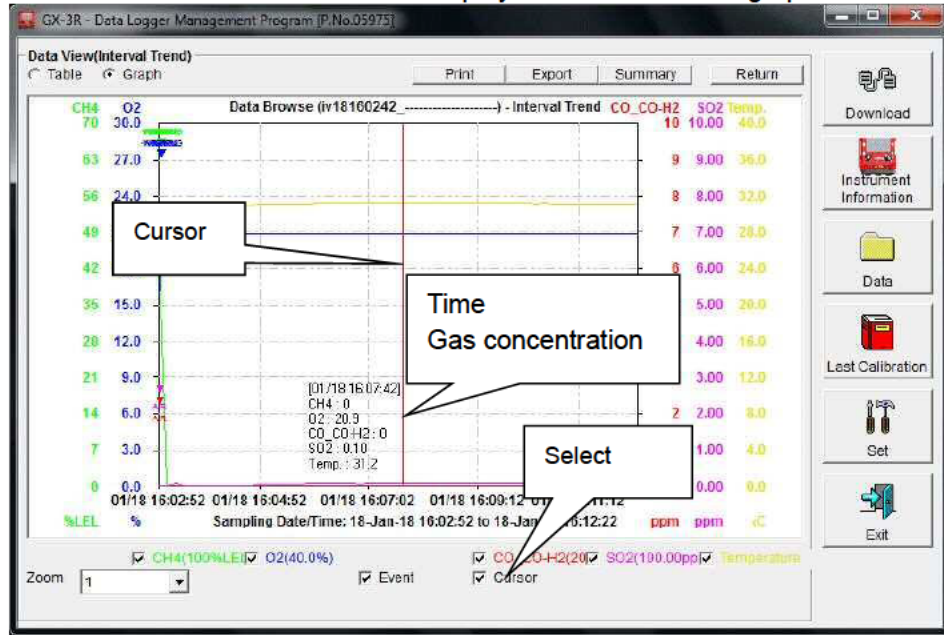 GX-3R - Data Logger Management Program [P.No.05975]
Data View(Interval Trend)
Table Graph
Print Export Summary Return
CH4 O2 Data Browse (iv18160242_--------------------) - Interval Trend CO_CO-H2 SO2 Temp.
70 30.0 10 10.00 40.0
63 27.0 9 9.00 36.0
56 24.0 8 8.00 32.0
49 7 7.00 28.0
42 6 6.00 24.0
35 15.0 5.00 20.0
28 12.0 4.00 16.0
21 9.0 3.00 12.0
14 6.0 2 2.00 8.0
7 3.0 1.00 4.0
0 0.0 0.00 0.0
Cursor
Time
Gas concentration
Select
[01/18 16:07:42]
CH4 : 0
O2 : 20.9
CO_CO-H2 : 0
SO2 : 0.10
Temp. : 31.2
01/18 16:02:52 01/18 16:04:52 01/18 16:07:02 01/18 16:09:12
%LEL % Sampling Date/Time: 18-Jan-18 16:02:52 to 18-Jan 16:12:22 ppm ppm ℃
CH4(100%LEL O2(40.0%) CO_CO-H2(20 SO2(100.00pp Temperature
Zoom 1 Event Cursor
Download
Instrument
Information
Data
Last Calibration
Set
Exit